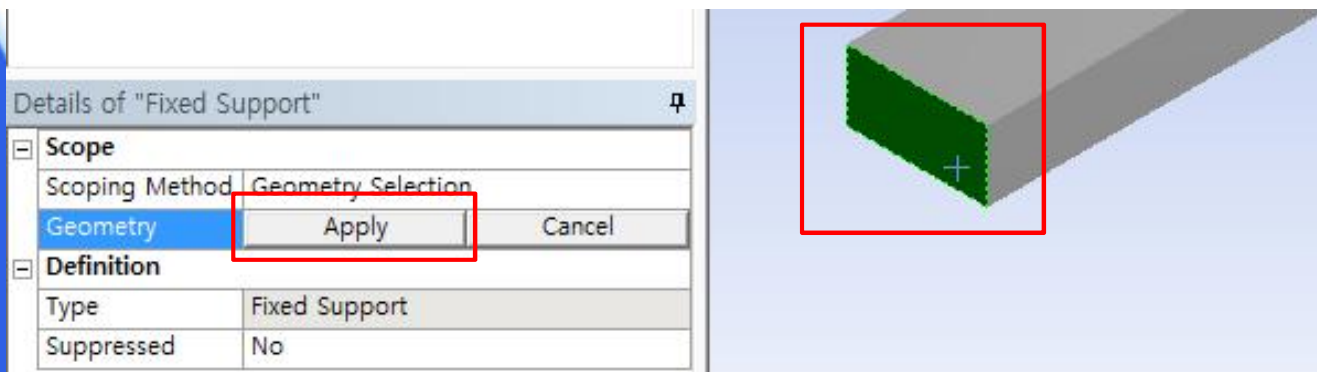 Details of "Fixed Support"
Scope
Scoping Method Geometry Selection
Geometry Apply Cancel
Definition
Type Fixed Support
Suppressed No